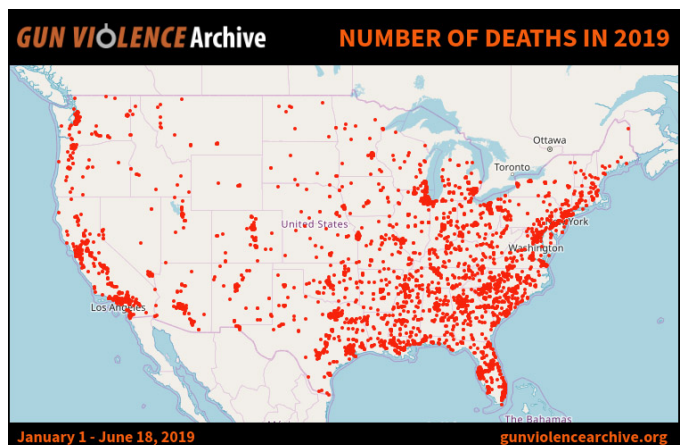 GUN VIOLENCE Archive
NUMBER OF DEATHS IN 2019
Ottawa
Toronto
United States
York
Washington
Los Angeles
The Bahamas
January 1 - June 18, 2019
gunviolencearchive.org